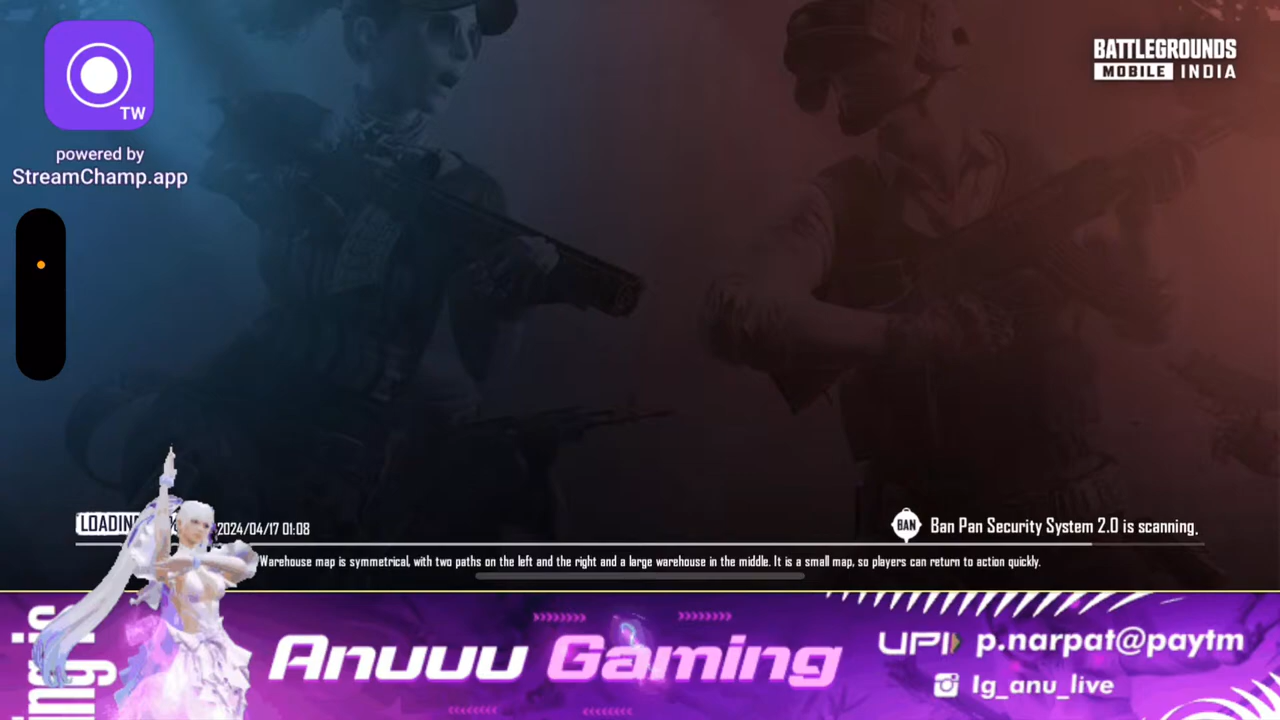 TW
powered by
StreamChamp.app
BATTLEGROUNDS
MOBILE INDIA
2024/04/17 01:08
BAN
Ban Pan Security System 2.0 is scanning.
Warehouse map is symmetrical, with two paths on the left and the right and a large warehouse in the middle. It is a small map, so players can return to action quickly.
Anuuu Gaming
UPI p.narpat@paytm
Ig_anu_live